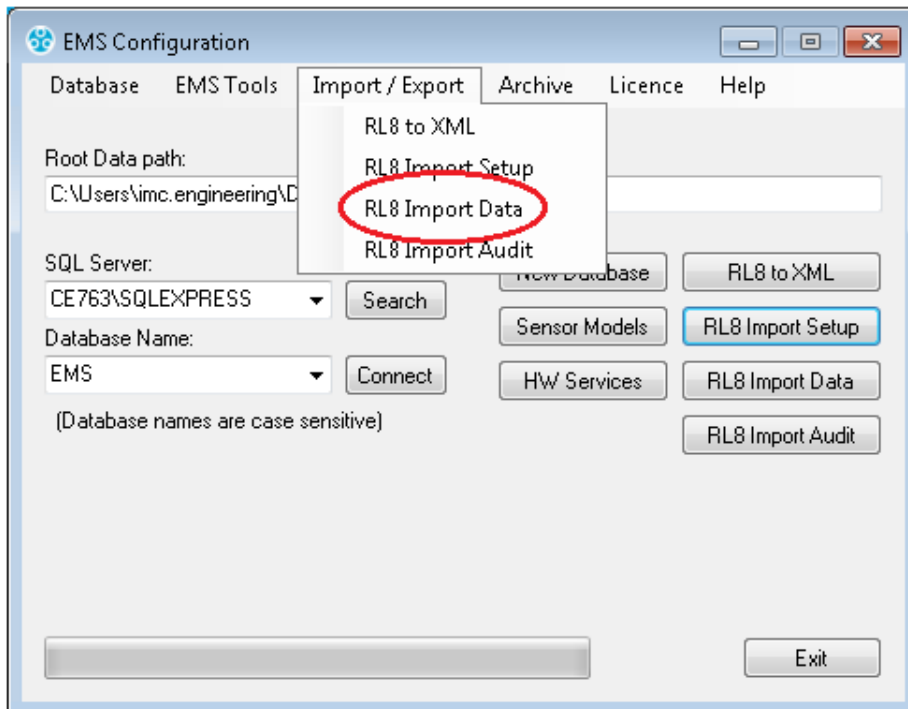 EMS Configuration
Database EMS Tools Import / Export Archive Licence Help
RL8 to XML
RL8 Import Setup
RL8 Import Data
RL8 Import Audit
Root Data path:
C:\Users\imc.engineering\D
SQL Server:
CE763\SQLEXPRESS Search
Database Name:
EMS Connect
(Database names are case sensitive)
New Database RL8 to XML
Sensor Models RL8 Import Setup
HW Services RL8 Import Data
RL8 Import Audit
Exit